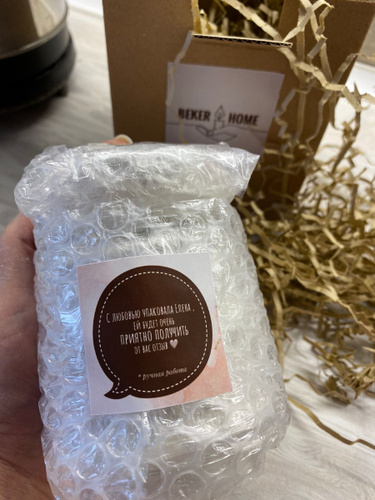 BEKER HOME
С ЛЮБОВЬЮ УПАКОВАЛА ЕЛЕНА ,
ЕЙ БУДЕТ ОЧЕНЬ
ПРИЯТНО ПОЛУЧИТЬ
ОТ ВАС ОТЗЫВ
* ручная работа